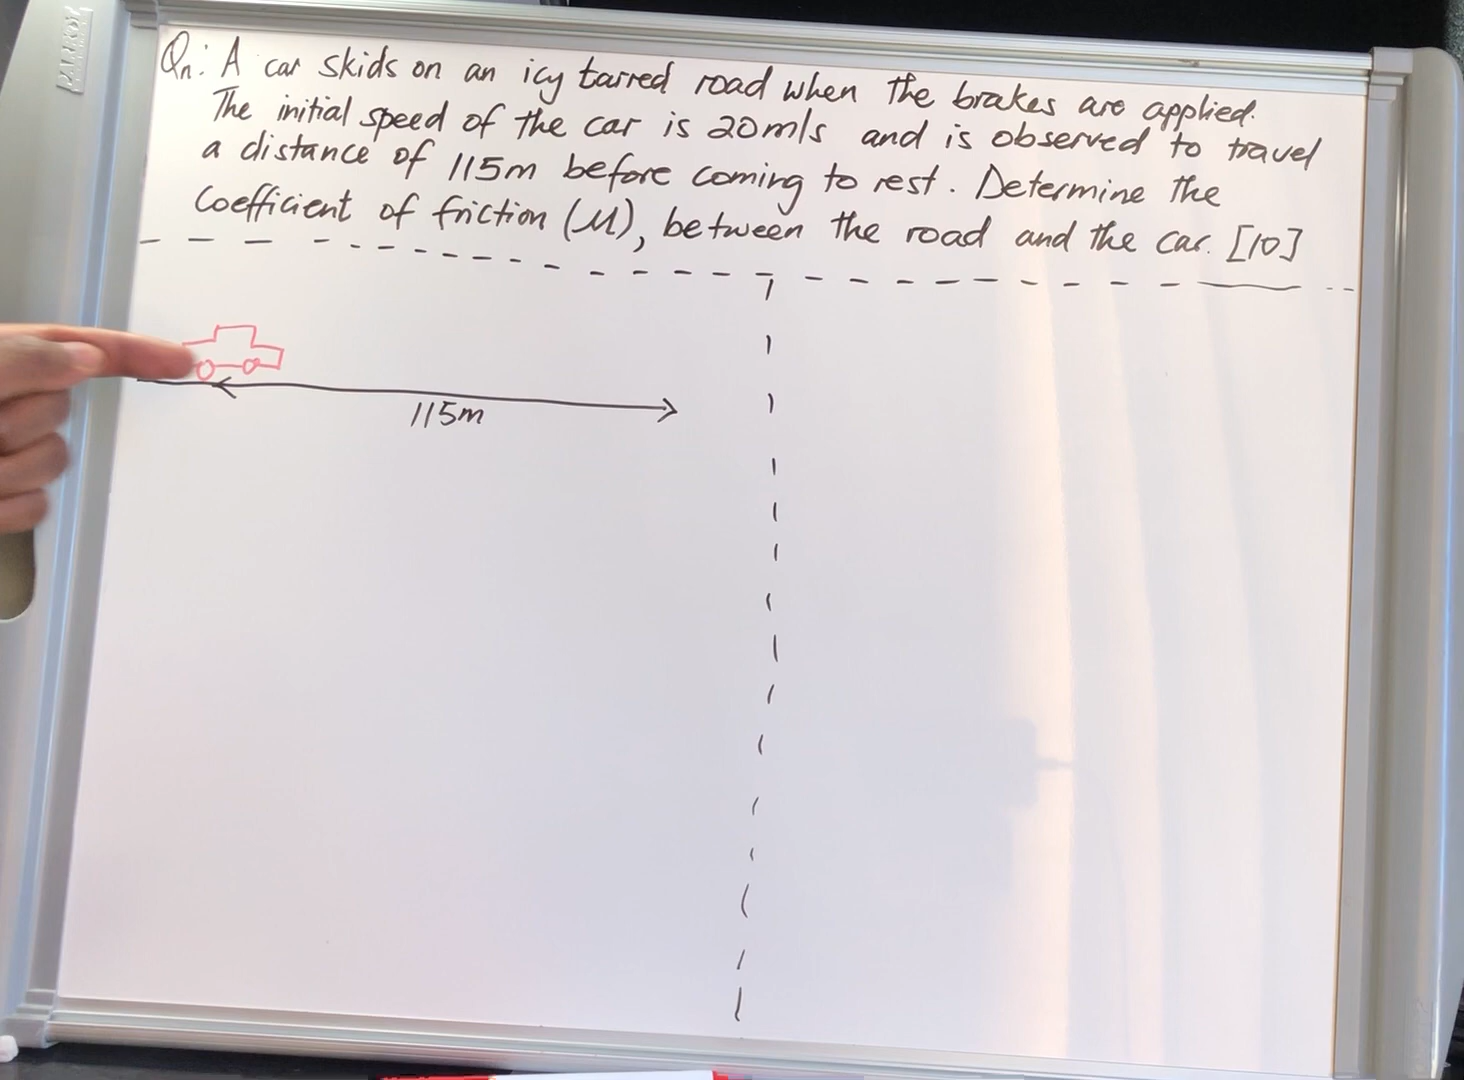 Qn: A car skids on an icy tarred road when the brakes are applied.
The initial speed of the car is 20m/s and is observed to travel
a distance of 115m before coming to rest. Determine the
Coefficient of friction (μ), between the road and the car. [10]
115m